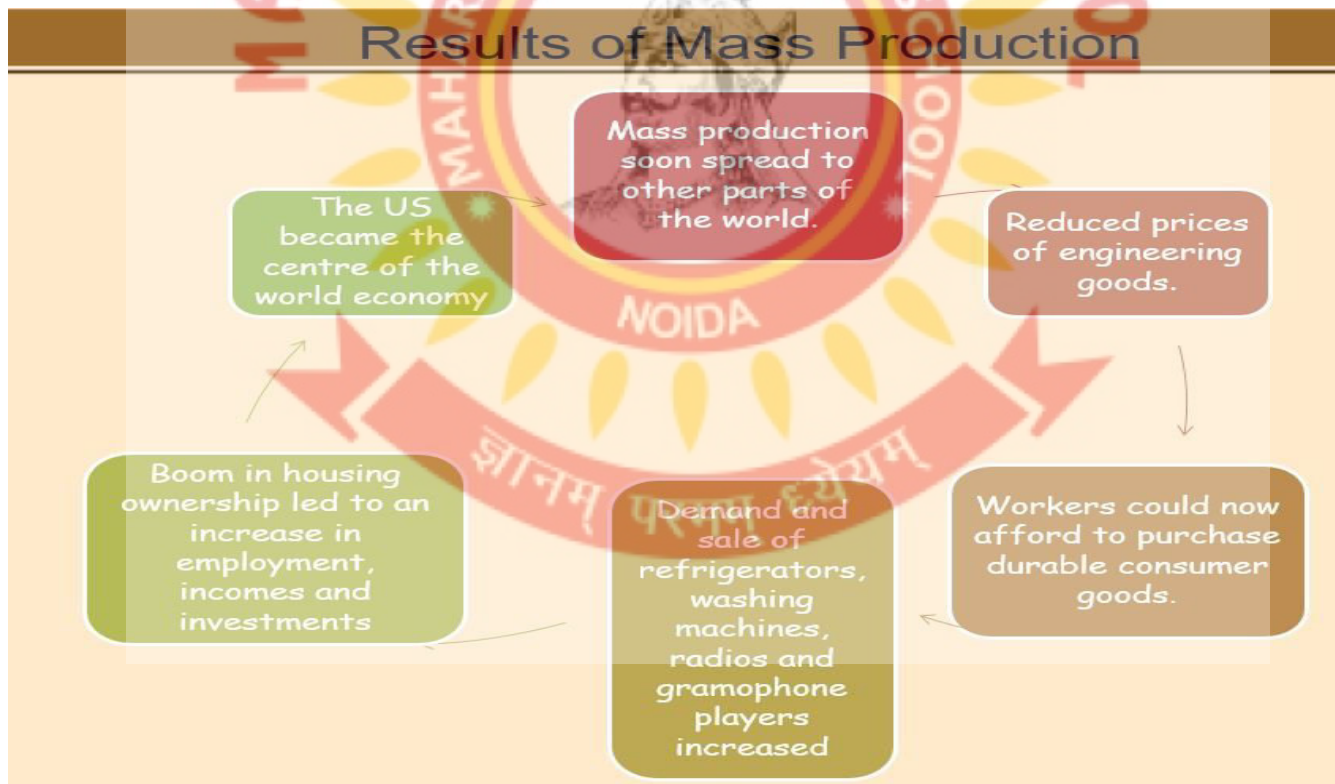 Results of Mass Production
Mass production
soon spread to
other parts of
the world.
Reduced prices
of engineering
goods.
Workers could now
afford to purchase
durable consumer
goods.
Demand and
sale of
refrigerators,
washing
machines,
radios and
gramophone
players
increased
Boom in housing
ownership led to an
increase in
employment,
incomes and
investments
The US
became the
centre of the
world economy
NOIDA
ज्ञानम् परमम् ध्येयम्